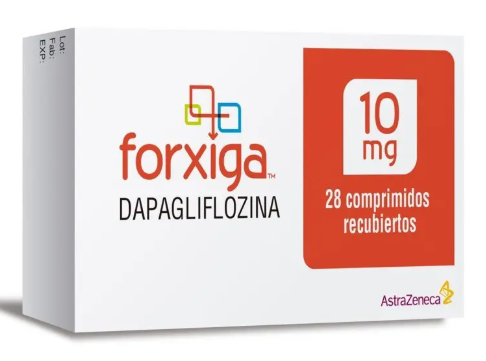 Lot:
Fab:
EXP:
forxiga™
DAPAGLIFLOZINA
10
mg
28 comprimidos
recubiertos
AstraZeneca